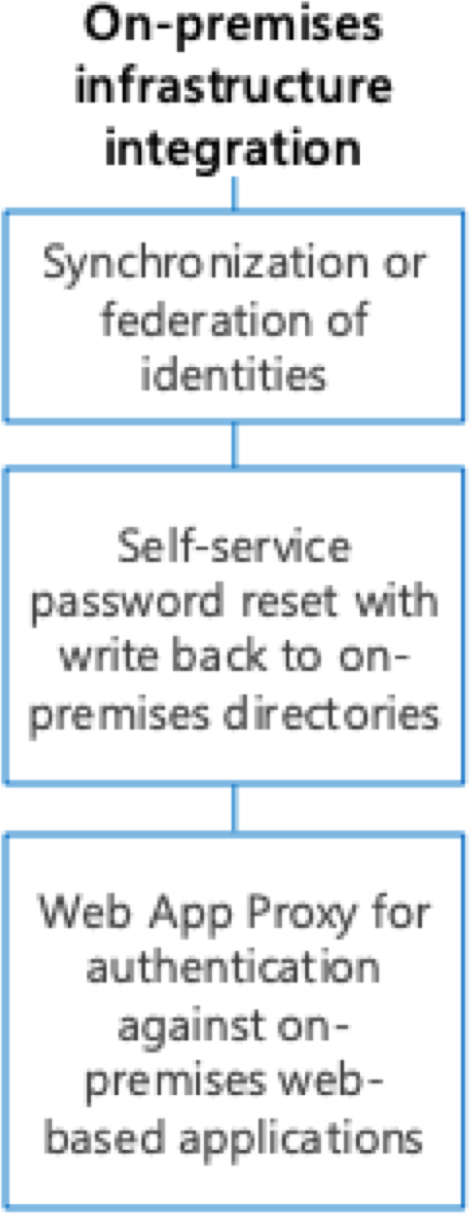 On-premises
infrastructure
integration
Synchronization or
federation of
identities
Self-service
password reset with
write back to on-
premises directories
Web App Proxy for
authentication
against on-
premises web-
based applications